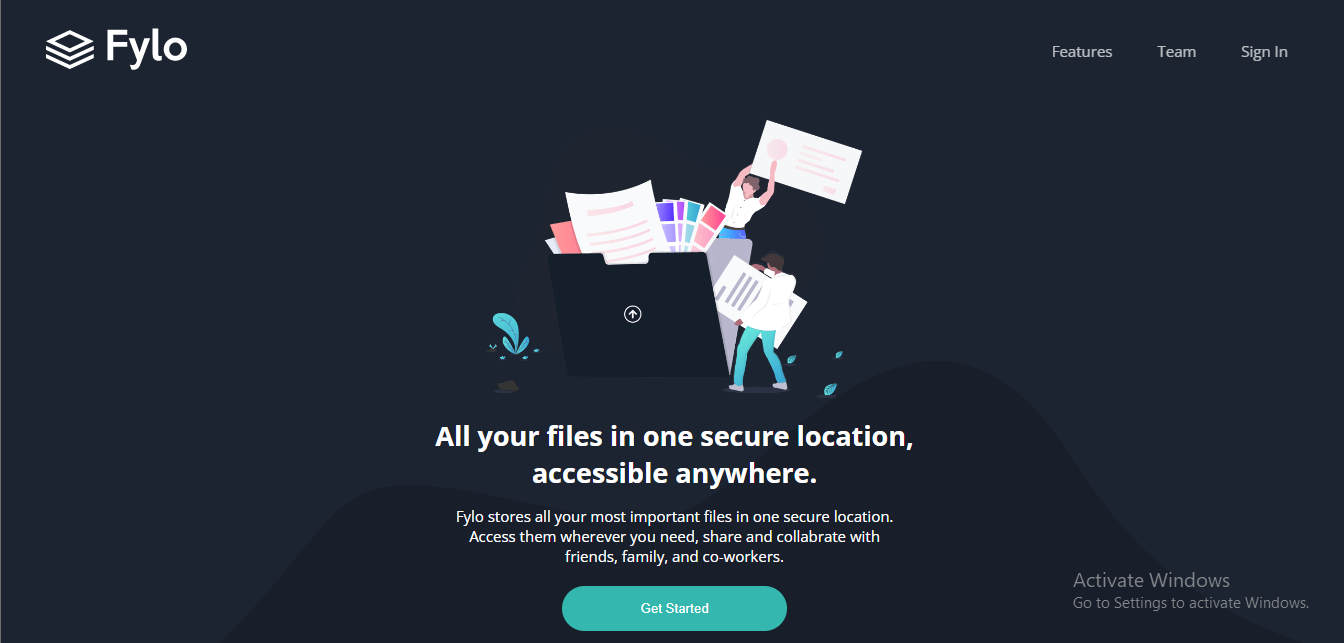 Fylo
Features
Team
Sign In
All your files in one secure location,
accessible anywhere.
Fylo stores all your most important files in one secure location.
Access them wherever you need, share and collabrate with
friends, family, and co-workers.
Get Started
Activate Windows
Go to Settings to activate Windows.